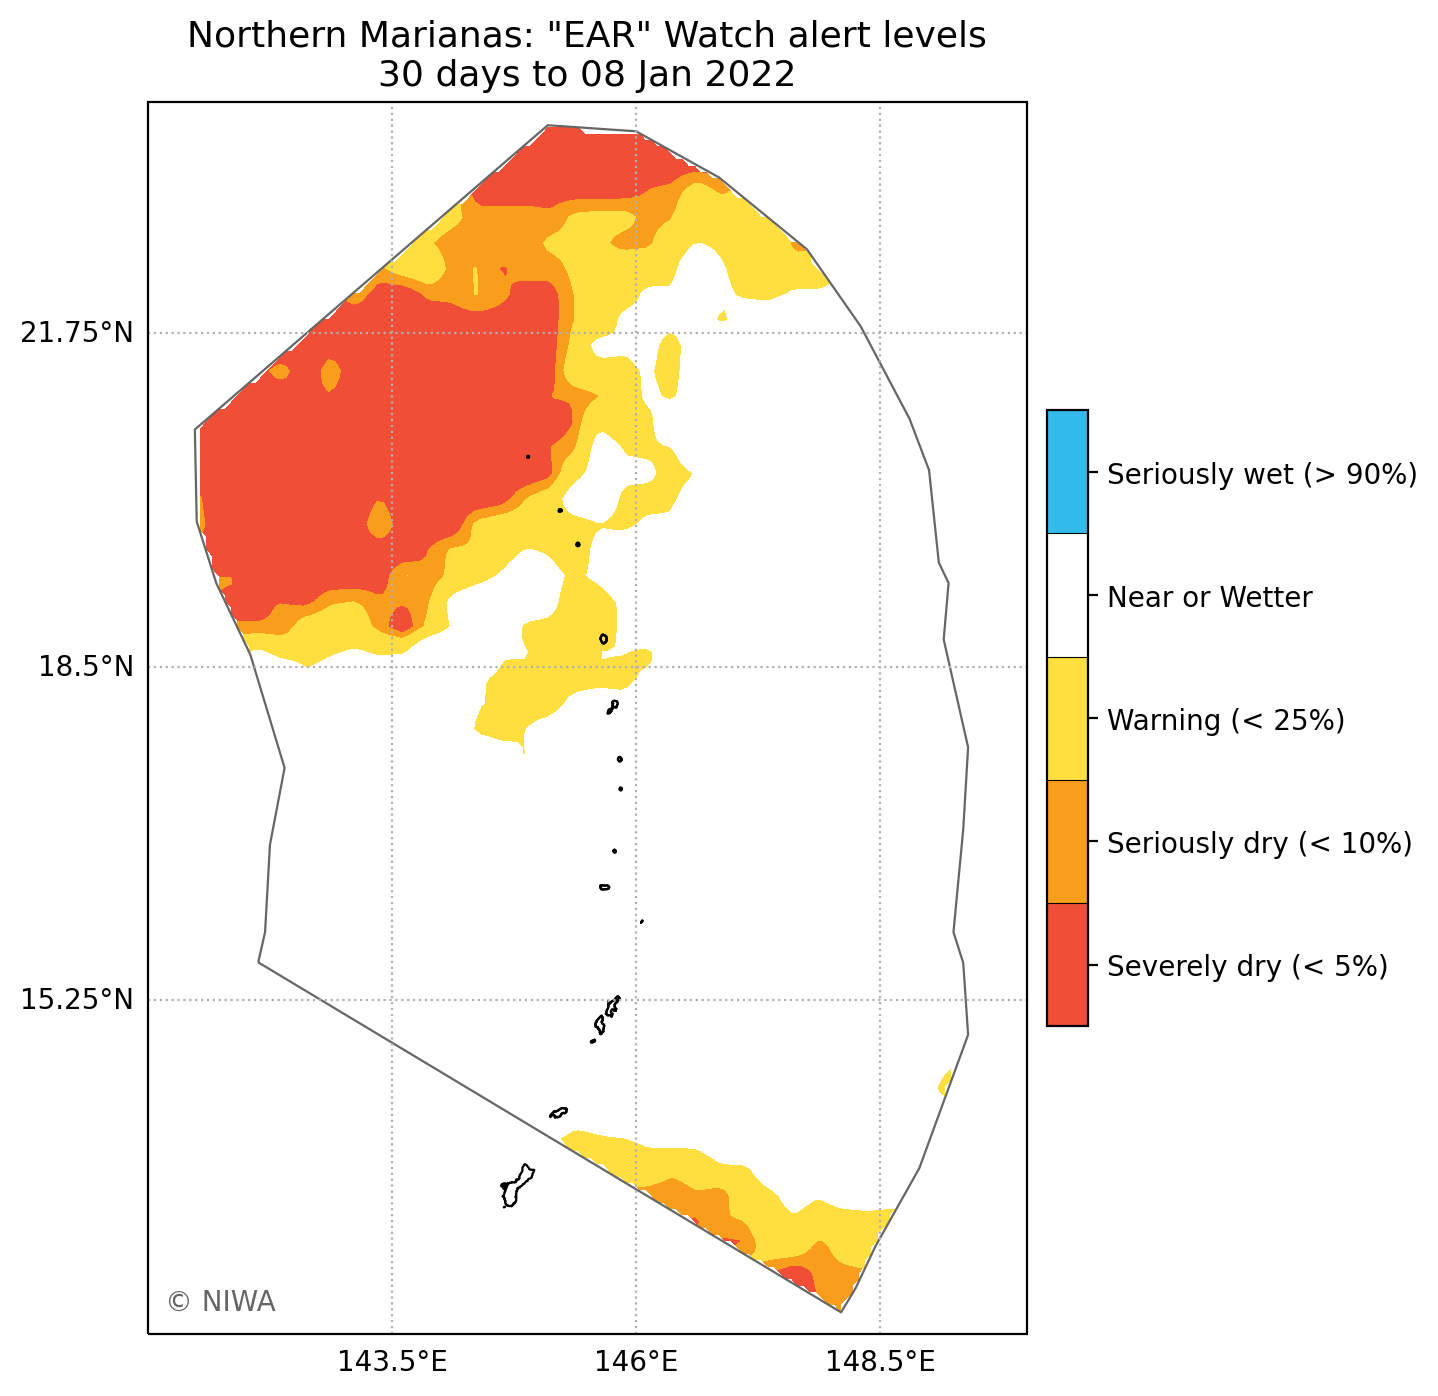 Northern Marianas: "EAR" Watch alert levels
30 days to 08 Jan 2022
21.75°N
18.5°N
15.25°N
143.5°E
146°E
148.5°E
Seriously wet (> 90%)
Near or Wetter
Warning (< 25%)
Seriously dry (< 10%)
Severely dry (< 5%)
© NIWA